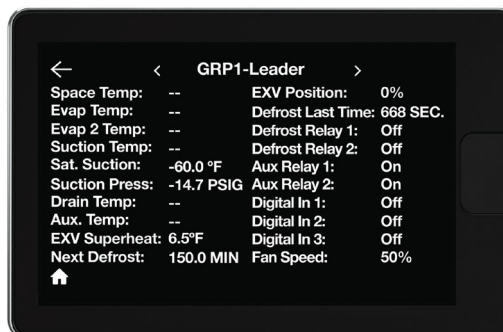 ← < GRP1-Leader >
Space Temp: -- EXV Position: 0%
Evap Temp: -- Defrost Last Time: 668 SEC.
Evap 2 Temp: -- Defrost Relay 1: Off
Suction Temp: -- Defrost Relay 2: Off
Sat. Suction: -60.0 ºF Aux Relay 1: On
Suction Press: -14.7 PSIG Aux Relay 2: On
Drain Temp: -- Digital In 1: Off
Aux. Temp: -- Digital In 2: Off
EXV Superheat: 6.5ºF Digital In 3: Off
Next Defrost: 150.0 MIN Fan Speed: 50%